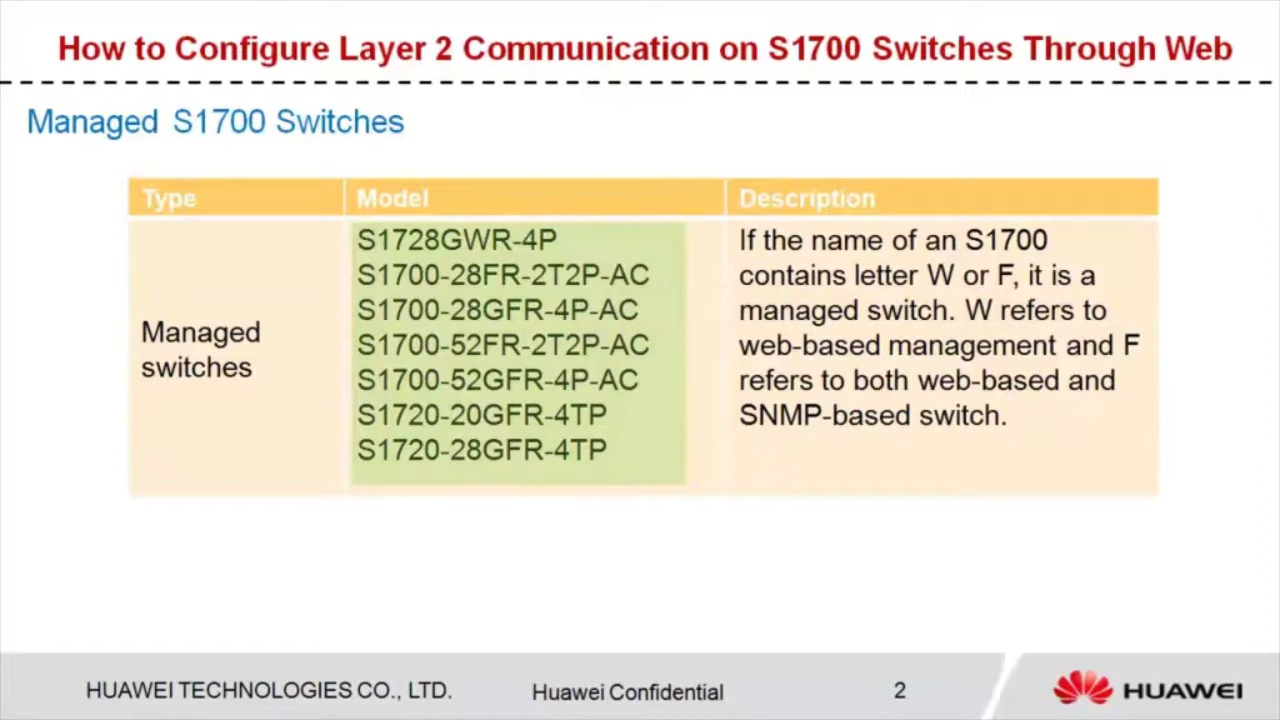 How to Configure Layer 2 Communication on S1700 Switches Through Web
Managed S1700 Switches
Type
Model
Description
Managed
switches
S1728GWR-4P
S1700-28FR-2T2P-AC
S1700-28GFR-4P-AC
S1700-52FR-2T2P-AC
S1700-52GFR-4P-AC
S1720-20GFR-4TP
S1720-28GFR-4TP
If the name of an S1700
contains letter W or F, it is a
managed switch. W refers to
web-based management and F
refers to both web-based and
SNMP-based switch.
HUAWEI TECHNOLOGIES CO., LTD.
Huawei Confidential
2
HUAWEI